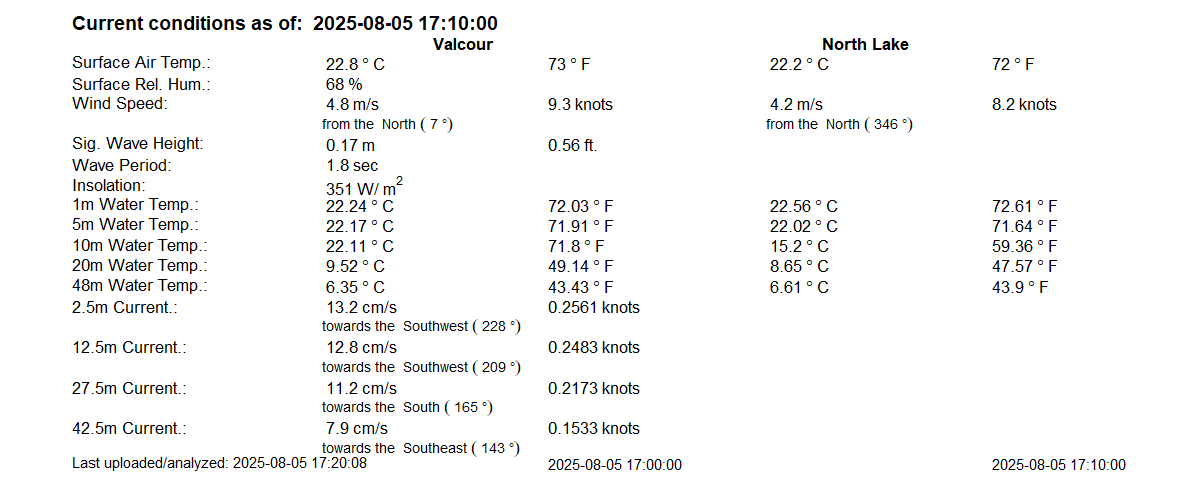 Current conditions as of: 2025-08-05 17:10:00
Valcour North Lake
Surface Air Temp.: 22.8 ° C 73 ° F 22.2 ° C 72 ° F
Surface Rel. Hum.: 68 %
Wind Speed: 4.8 m/s 9.3 knots 4.2 m/s 8.2 knots
from the North ( 7 °) from the North ( 346 °)
Sig. Wave Height: 0.17 m 0.56 ft.
Wave Period: 1.8 sec
Insolation: 351 W/ m²
1m Water Temp.: 22.24 ° C 72.03 ° F 22.56 ° C 72.61 ° F
5m Water Temp.: 22.17 ° C 71.91 ° F 22.02 ° C 71.64 ° F
10m Water Temp.: 22.11 ° C 71.8 ° F 15.2 ° C 59.36 ° F
20m Water Temp.: 9.52 ° C 49.14 ° F 8.65 ° C 47.57 ° F
48m Water Temp.: 6.35 ° C 43.43 ° F 6.61 ° C 43.9 ° F
2.5m Current.: 13.2 cm/s 0.2561 knots
towards the Southwest ( 228 °)
12.5m Current.: 12.8 cm/s 0.2483 knots
towards the Southwest ( 209 °)
27.5m Current.: 11.2 cm/s 0.2173 knots
towards the South ( 165 °)
42.5m Current.: 7.9 cm/s 0.1533 knots
towards the Southeast ( 143 °)
Last uploaded/analyzed: 2025-08-05 17:20:08 2025-08-05 17:00:00 2025-08-05 17:10:00